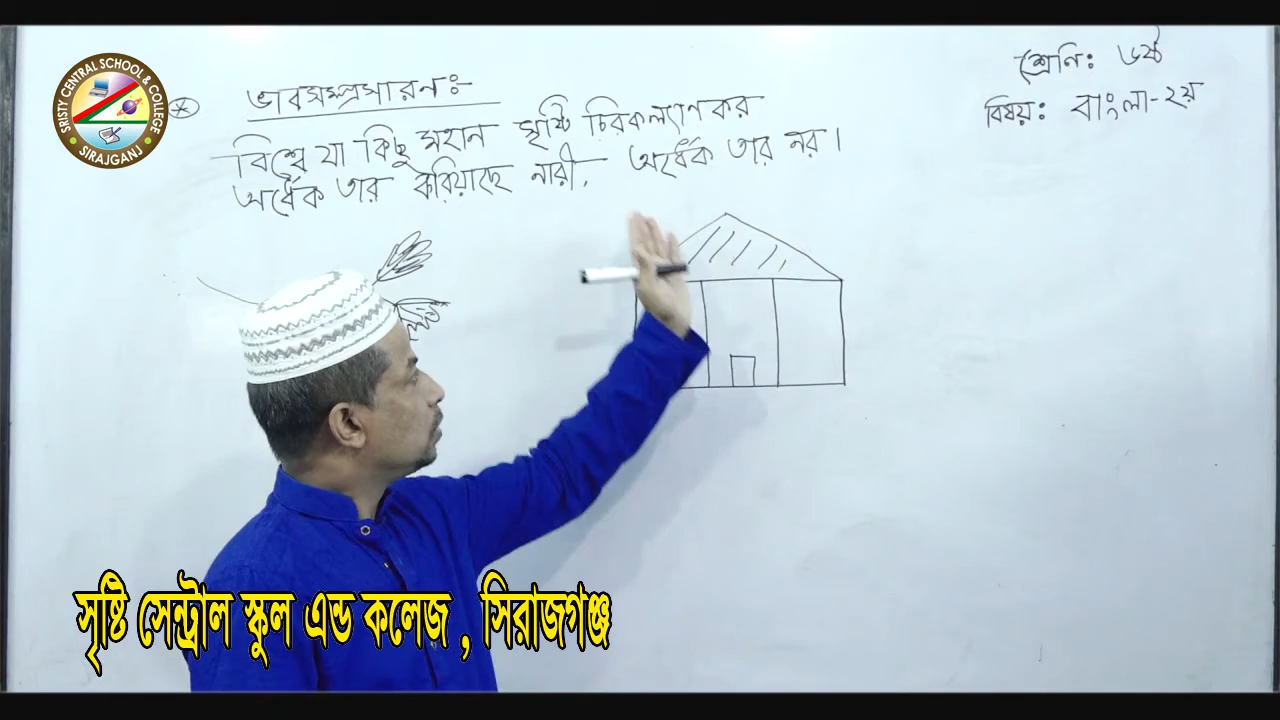 SRISTY CENTRAL SCHOOL & COLLEGE
SIRAJGANJ
ভাবসম্প্রসারণঃ-
বিশ্বে যা কিছু মহান সৃষ্টি চিরকল্যাণকর
অর্ধেক তার করিয়াছে নারী, অর্ধেক তার নর।
শ্রেণিঃ ৬ষ্ঠ
বিষয়ঃ বাংলা-২য়
সৃষ্টি সেন্ট্রাল স্কুল এন্ড কলেজ , সিরাজগঞ্জ